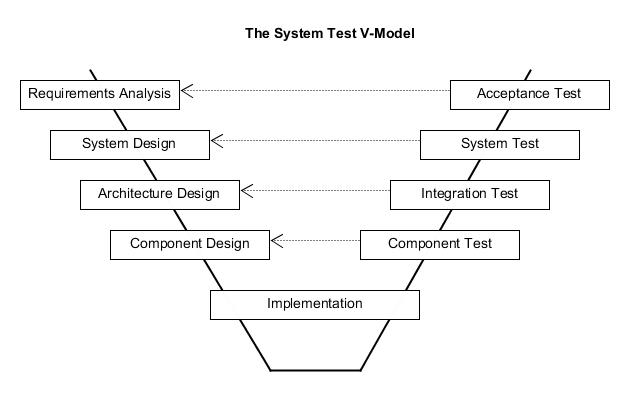 The System Test V-Model
Requirements Analysis
Acceptance Test
System Design
System Test
Architecture Design
Integration Test
Component Design
Component Test
Implementation